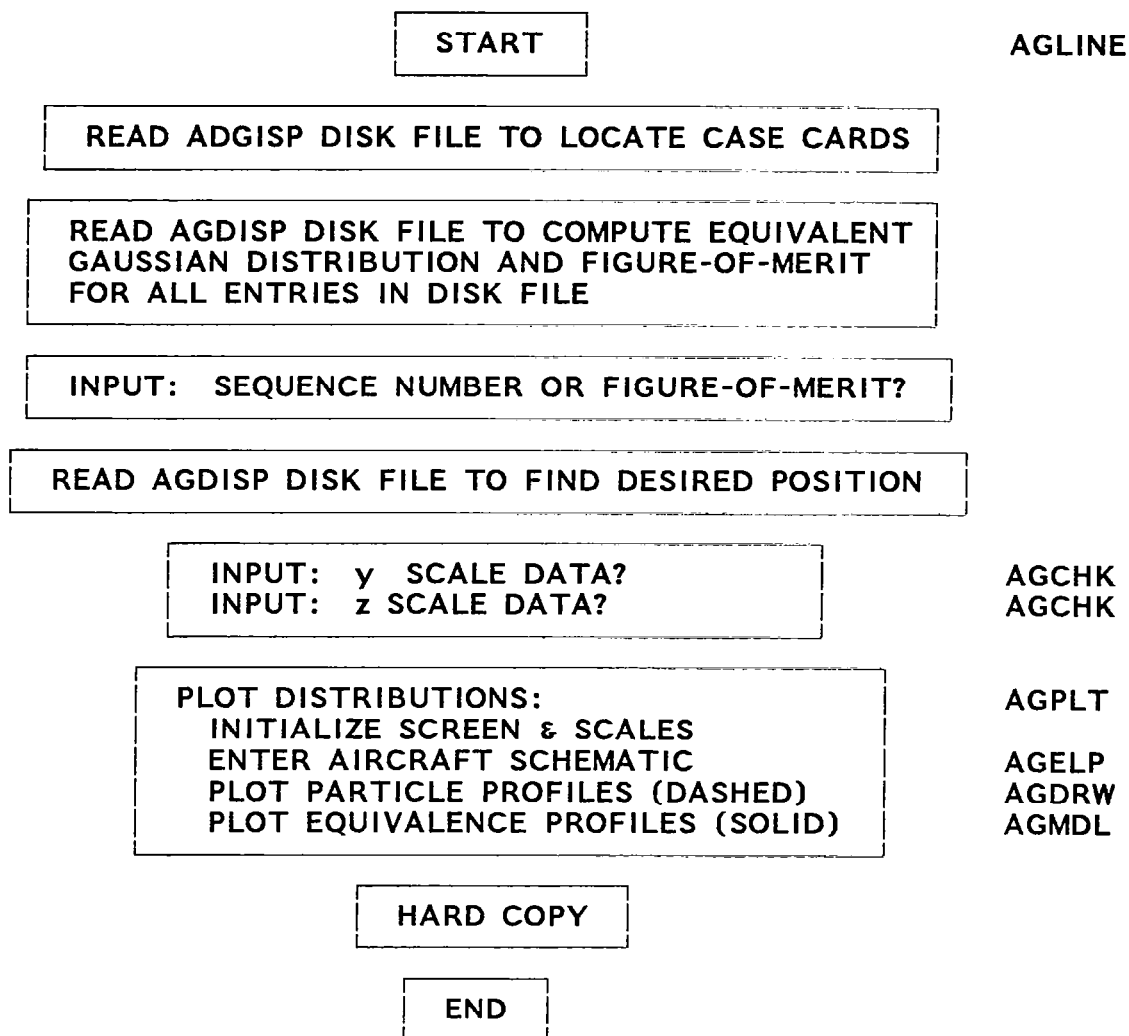 START AGLINE
READ ADGISP DISK FILE TO LOCATE CASE CARDS
READ AGDISP DISK FILE TO COMPUTE EQUIVALENT
GAUSSIAN DISTRIBUTION AND FIGURE-OF-MERIT
FOR ALL ENTRIES IN DISK FILE
INPUT: SEQUENCE NUMBER OR FIGURE-OF-MERIT?
READ AGDISP DISK FILE TO FIND DESIRED POSITION
INPUT: y SCALE DATA? AGCHK
INPUT: z SCALE DATA? AGCHK
PLOT DISTRIBUTIONS: AGPLT
INITIALIZE SCREEN & SCALES
ENTER AIRCRAFT SCHEMATIC AGELP
PLOT PARTICLE PROFILES (DASHED) AGDRW
PLOT EQUIVALENCE PROFILES (SOLID) AGMDL
HARD COPY
END